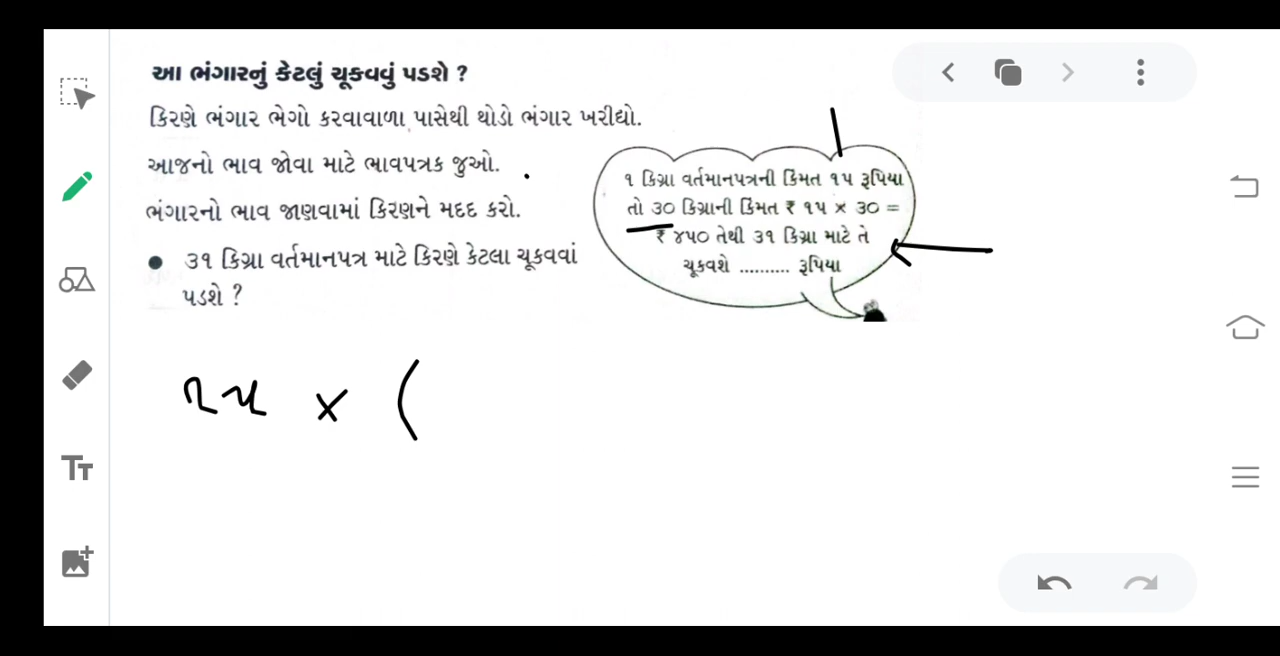 આ ભંગારનું કેટલું ચૂકવવું પડશે ?
કિરણે ભંગાર ભેગો કરવાવાળા પાસેથી થોડો ભંગાર ખરીદ્યો.
આજનો ભાવ જોવા માટે ભાવપત્રક જુઓ.
ભંગારનો ભાવ જાણવામાં કિરણને મદદ કરો.
● ૩૧ કિગ્રા વર્તમાનપત્ર માટે કિરણે કેટલા ચૂકવવાં
પડશે ?
૧ કિગ્રા વર્તમાનપત્રની કિંમત ૧૫ રૂપિયા
તો ૩૦ કિગ્રાની કિંમત ₹ ૧૫ × ૩૦ =
₹ ૪૫૦ તેથી ૩૧ કિગ્રા માટે તે
ચૂકવશે .......... રૂપિયા
× (
TT